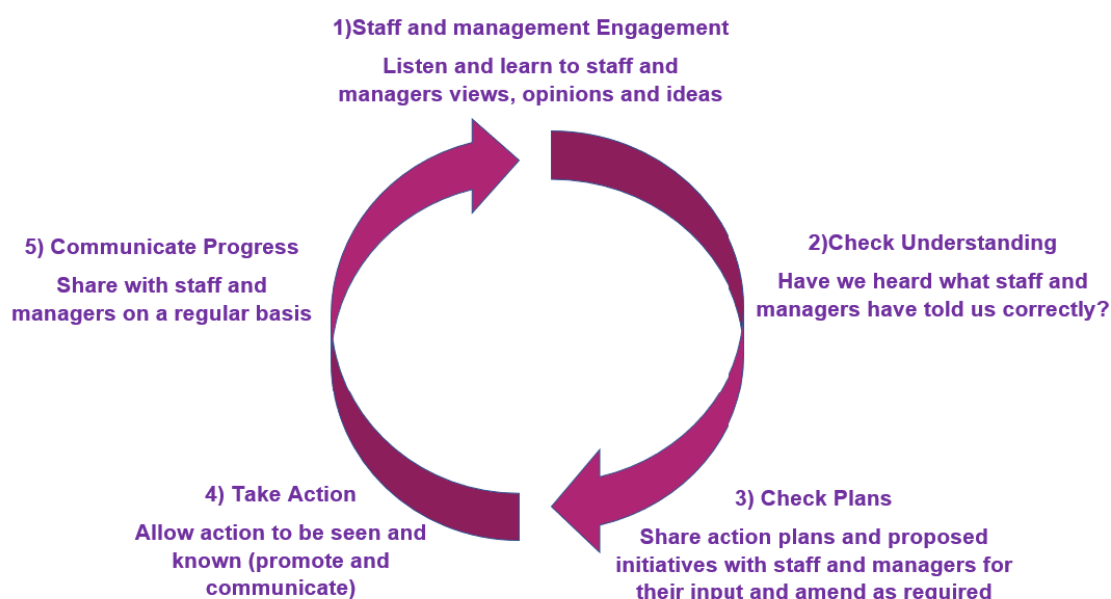 1)Staff and management Engagement
Listen and learn to staff and
managers views, opinions and ideas
2)Check Understanding
Have we heard what staff and
managers have told us correctly?
3) Check Plans
Share action plans and proposed
initiatives with staff and managers for
their input and amend as required
4) Take Action
Allow action to be seen and
known (promote and
communicate)
5) Communicate Progress
Share with staff and
managers on a regular basis